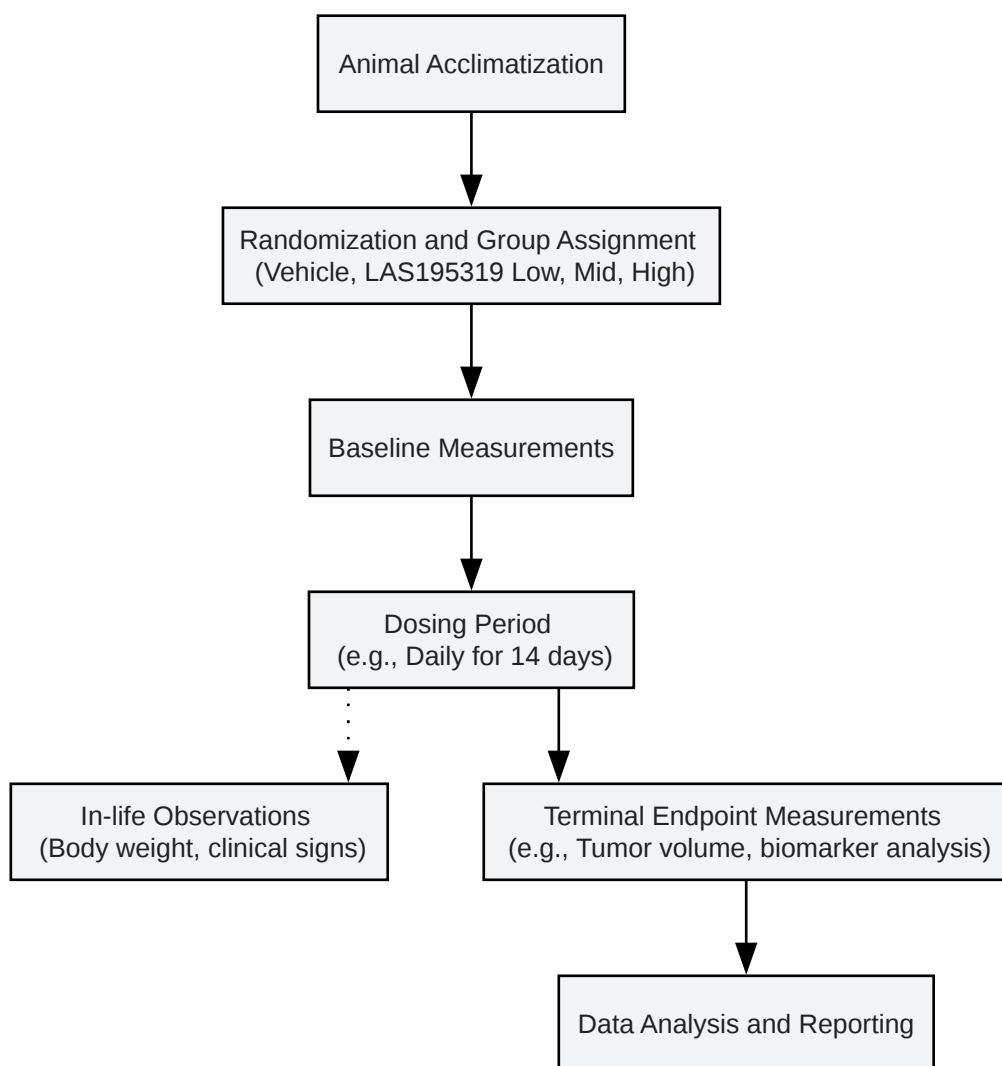 Animal Acclimatization
Randomization and Group Assignment
(Vehicle, LAS195319 Low, Mid, High)
Baseline Measurements
Dosing Period
(e.g., Daily for 14 days)
In-life Observations
(Body weight, clinical signs)
Terminal Endpoint Measurements
(e.g., Tumor volume, biomarker analysis)
Data Analysis and Reporting